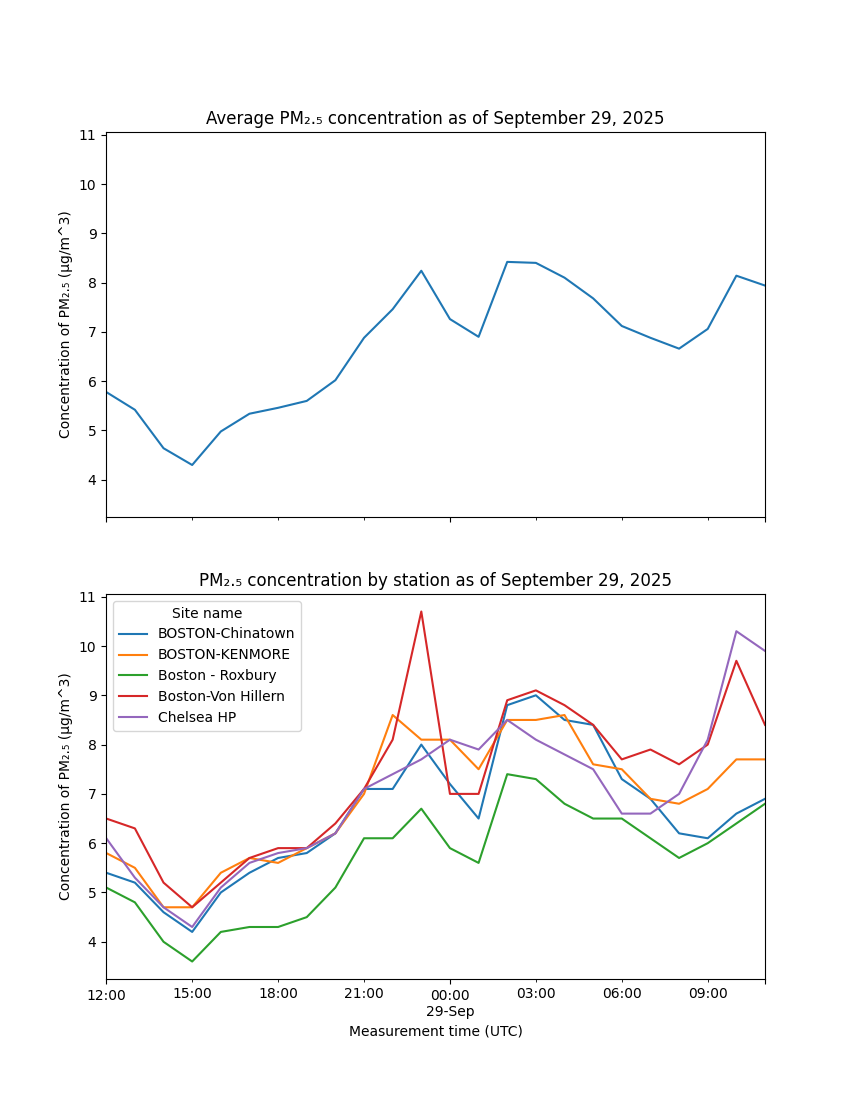 Average PM₂.₅ concentration as of September 29, 2025
11
10
9
8
7
6
5
4
Concentration of PM₂.₅ (µg/m^3)
PM₂.₅ concentration by station as of September 29, 2025
11
10
9
8
7
6
5
4
Concentration of PM₂.₅ (µg/m^3)
Site name
BOSTON-Chinatown
BOSTON-KENMORE
Boston - Roxbury
Boston-Von Hillern
Chelsea HP
12:00 15:00 18:00 21:00 00:00 03:00 06:00 09:00
29-Sep
Measurement time (UTC)